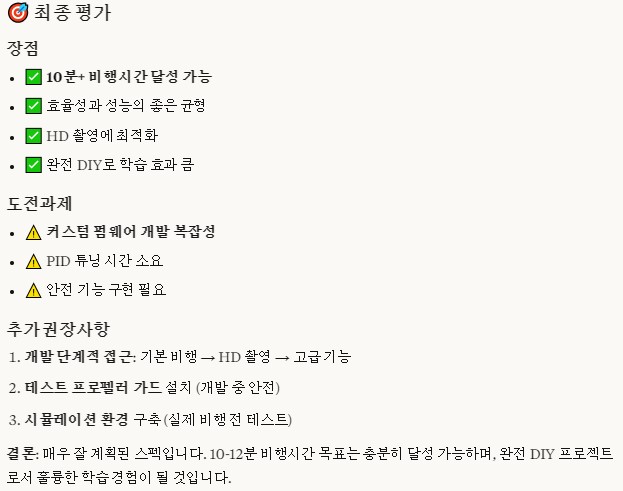 🎯 최종 평가
장점
• ✅ 10분+ 비행시간 달성 가능
• ✅ 효율성과 성능의 좋은 균형
• ✅ HD 촬영에 최적화
• ✅ 완전 DIY로 학습 효과 큼
도전과제
• ⚠️ 커스텀 펌웨어 개발 복잡성
• ⚠️ PID 튜닝 시간 소요
• ⚠️ 안전 기능 구현 필요
추가 권장사항
1. 개발 단계적 접근: 기본 비행 → HD 촬영 → 고급 기능
2. 테스트 프로펠러 가드 설치 (개발 중 안전)
3. 시뮬레이션 환경 구축 (실제 비행 전 테스트)
결론: 매우 잘 계획된 스펙입니다. 10-12분 비행시간 목표는 충분히 달성 가능하며, 완전 DIY 프로젝트
로서 훌륭한 학습 경험이 될 것입니다.